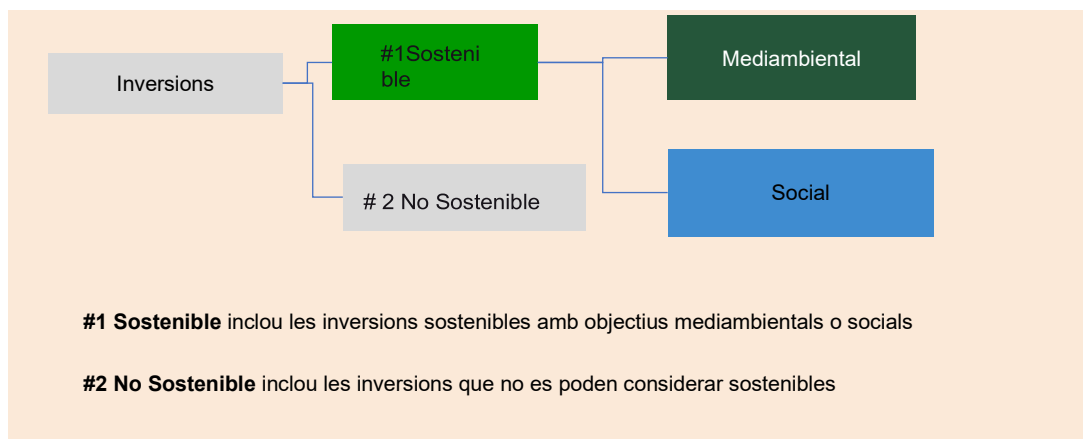 Inversions
#1Sosteni
ble
Mediambiental
# 2 No Sostenible
Social
#1 Sostenible inclou les inversions sostenibles amb objectius mediambientals o socials
#2 No Sostenible inclou les inversions que no es poden considerar sostenibles